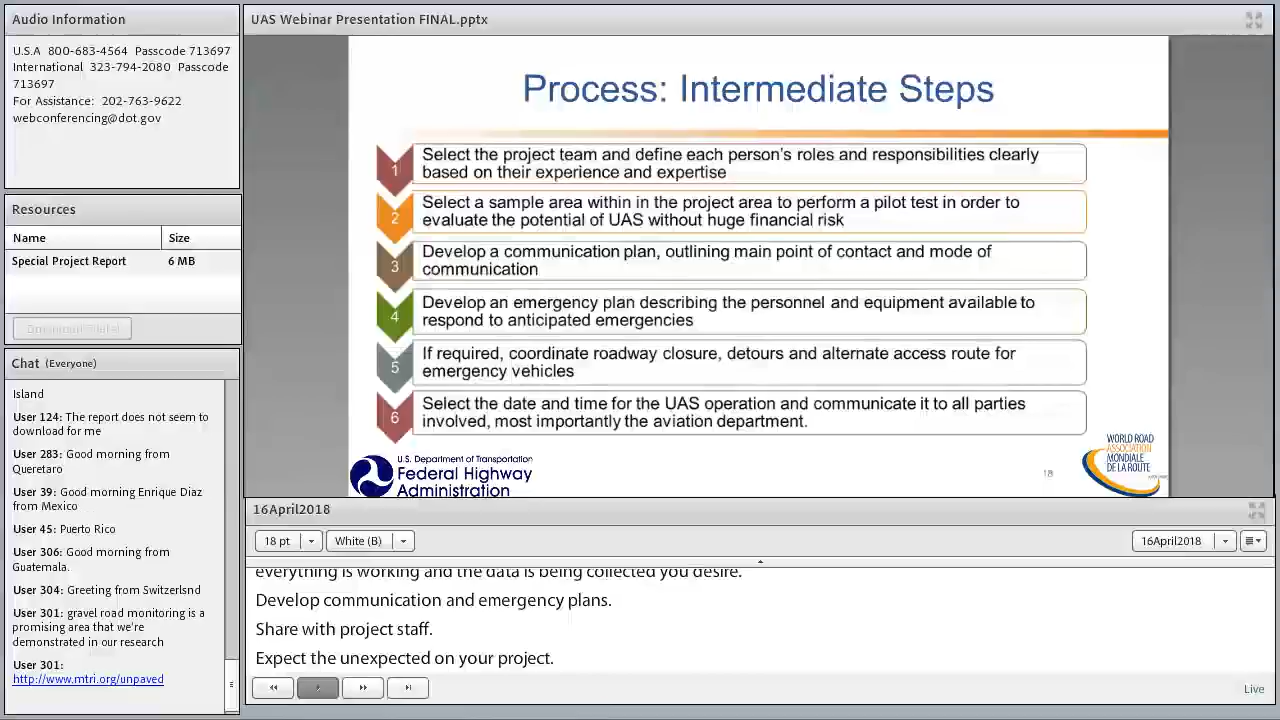 Audio Information
U.S.A 800-683-4564 Passcode 713697
International 323-794-2080 Passcode
713697
For Assistance: 202-763-9622
webconferencing@dot.gov
Resources
Name Size
Special Project Report 6 MB
Chat (Everyone)
Island
User 124: The report does not seem to
download for me
User 283: Good morning from
Queretaro
User 39: Good morning Enrique Diaz
from Mexico
User 45: Puerto Rico
User 306: Good morning from
Guatemala.
User 304: Greeting from Switzerlsnd
User 301: gravel road monitoring is a
promising area that we're
demonstrated in our research
User 301:
http://www.mtri.org/unpaved
UAS Webinar Presentation FINAL.pptx
Process: Intermediate Steps
1 Select the project team and define each person's roles and responsibilities clearly
based on their experience and expertise
2 Select a sample area within in the project area to perform a pilot test in order to
evaluate the potential of UAS without huge financial risk
3 Develop a communication plan, outlining main point of contact and mode of
communication
4 Develop an emergency plan describing the personnel and equipment available to
respond to anticipated emergencies
5 If required, coordinate roadway closure, detours and alternate access route for
emergency vehicles
6 Select the date and time for the UAS operation and communicate it to all parties
involved, most importantly the aviation department.
U.S. Department of Transportation
Federal Highway
Administration
18
WORLD ROAD
ASSOCIATION
MONDIALE
DE LA ROUTE
16April2018
18 pt White (B) 16April2018
everything is working and the data is being collected you desire.
Develop communication and emergency plans.
Share with project staff.
Expect the unexpected on your project.
Live